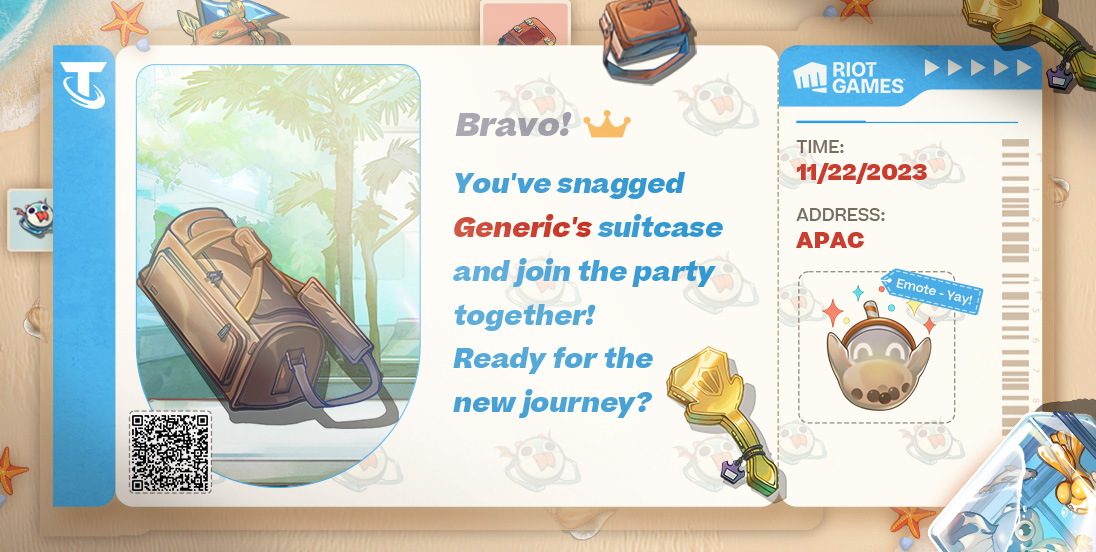 Bravo!
You've snagged
Generic's suitcase
and join the party
together!
Ready for the
new journey?
RIOT
GAMES
TIME:
11/22/2023
ADDRESS:
APAC
Emote - Yay!